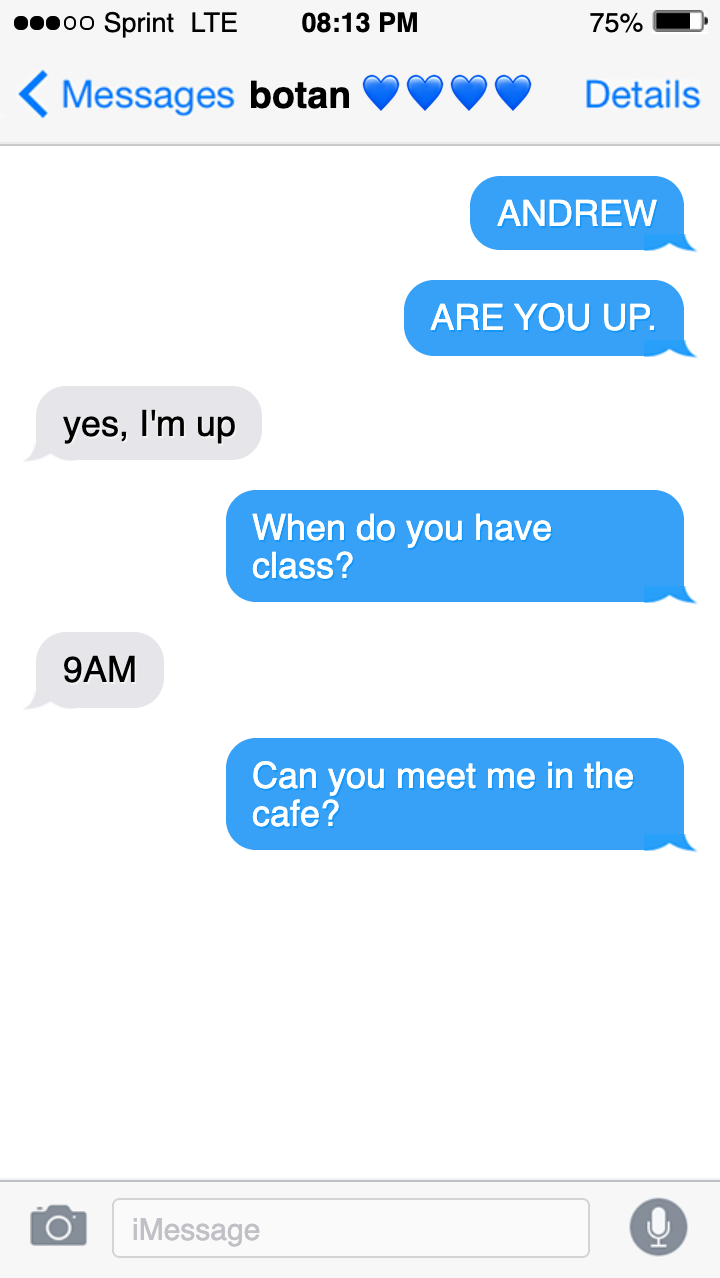 Sprint LTE 08:13 PM 75%
Messages botan 💙💙💙💙 Details
ANDREW
ARE YOU UP.
yes, I'm up
When do you have
class?
9AM
Can you meet me in the
cafe?
iMessage